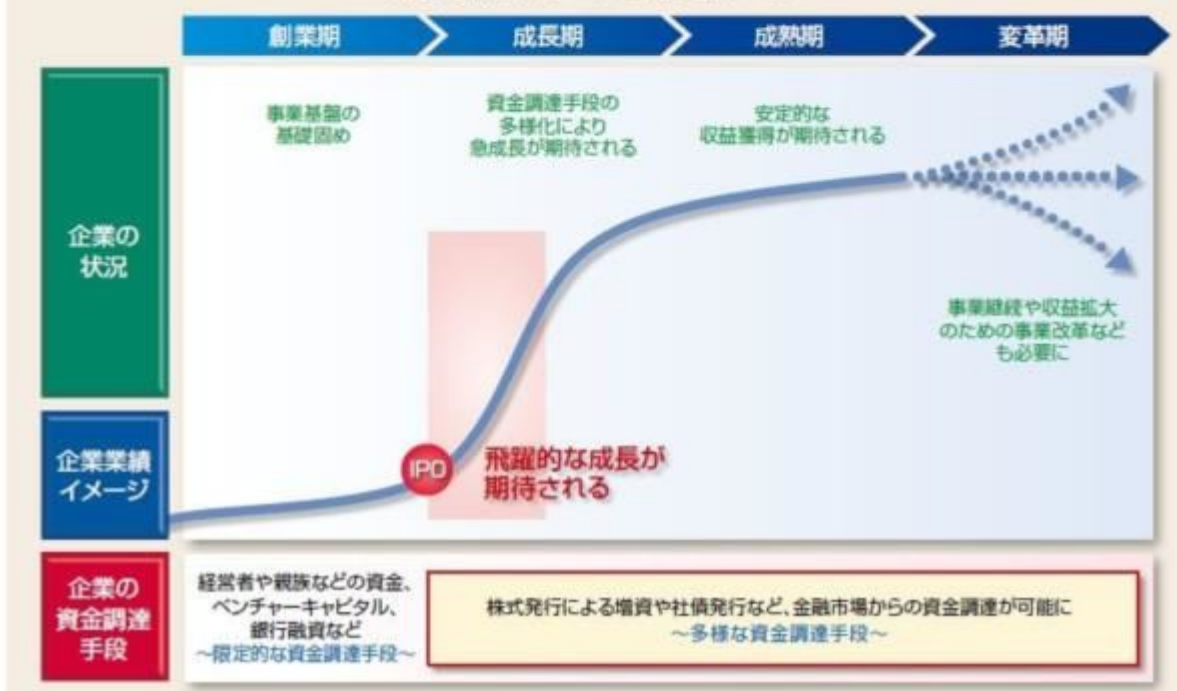 創業期
成長期
成熟期
変革期
企業の
状況
事業基盤の
基礎固め
資金調達手段の
多様化により
急成長が期待される
安定的な
収益獲得が期待される
事業継続や収益拡大
のための事業改革など
も必要に
企業業績
イメージ
IPO
飛躍的な成長が
期待される
企業の
資金調達
手段
経営者や親族などの資金、
ベンチャーキャピタル、
銀行融資など
〜限定的な資金調達手段〜
株式発行による増資や社債発行など、金融市場からの資金調達が可能に
〜多様な資金調達手段〜